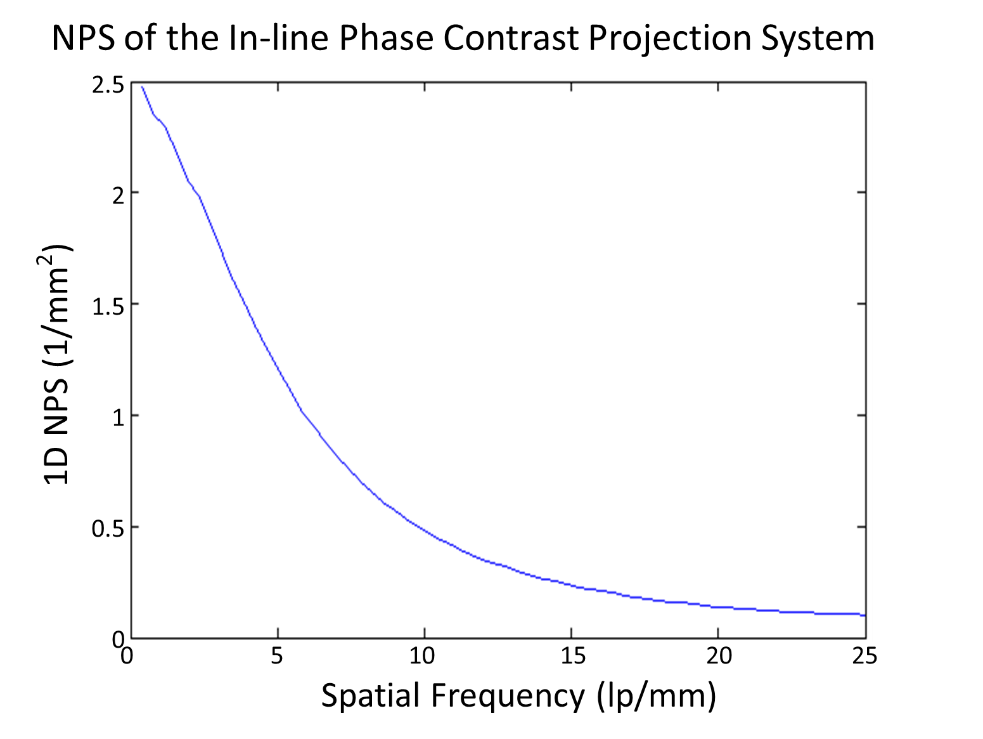 NPS of the In-line Phase Contrast Projection System
2.5
2
1.5
1
0.5
0
1D NPS (1/mm²)
0 5 10 15 20 25
Spatial Frequency (lp/mm)